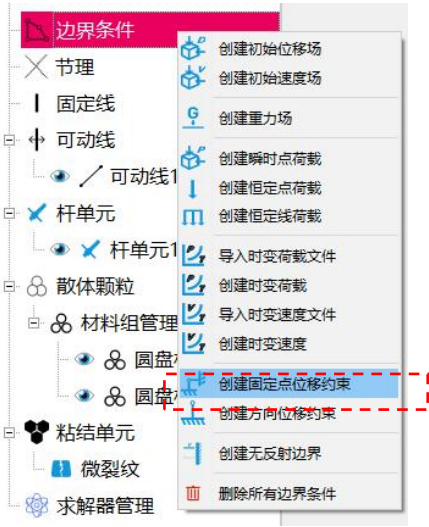 边界条件
节理
固定线
可动线
可动线1
杆单元
杆单元1
散体颗粒
材料组管理
圆盘
圆盘
粘结单元
微裂纹
求解器管理
创建初始位移场
创建初始速度场
创建重力场
创建瞬时点荷载
创建恒定点荷载
创建恒定线荷载
导入时变荷载文件
创建时变荷载
导入时变速度文件
创建时变速度
创建固定点位移约束
创建方向位移约束
创建无反射边界
删除所有边界条件